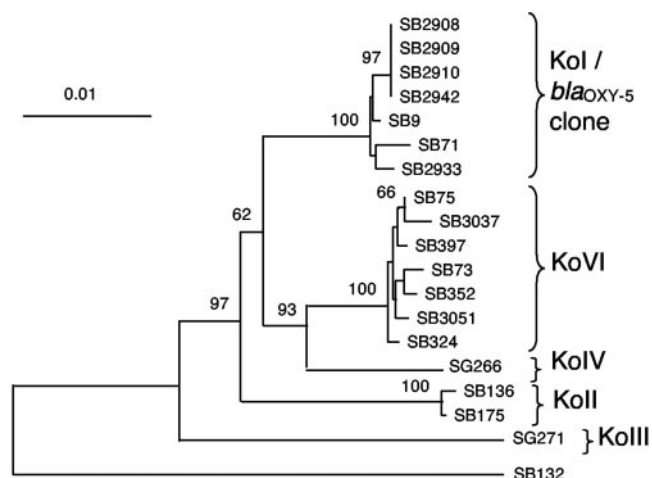 SB2908
SB2909
97
SB2910
KoI /
SB2942
blaOXY-5
0.01
100
SB9
clone
SB71
SB2933
66
SB75
SB3037
62
SB397
SB73
KoVI
100
SB352
97
93
SB3051
SB324
SG266
} KoIV
100
SB136
} KoII
SB175
SG271
} KoIII
SB132